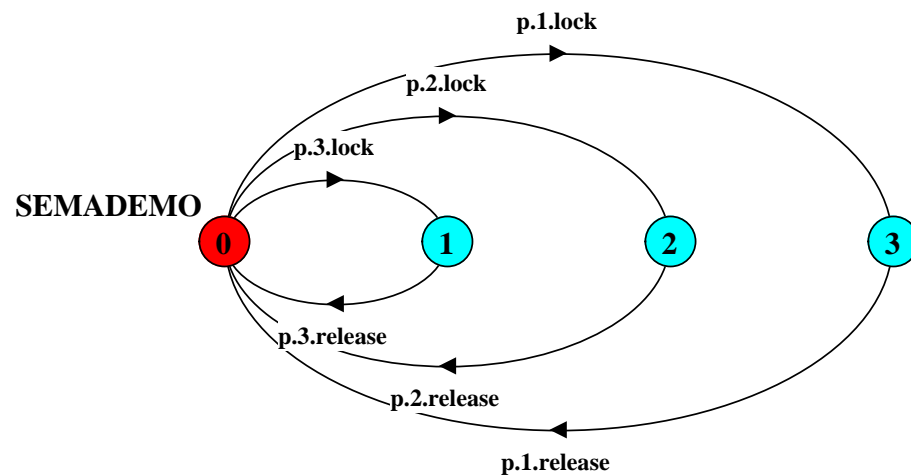 p.1.lock
p.2.lock
p.3.lock
SEMADEMO
0 1 2 3
p.3.release
p.2.release
p.1.release